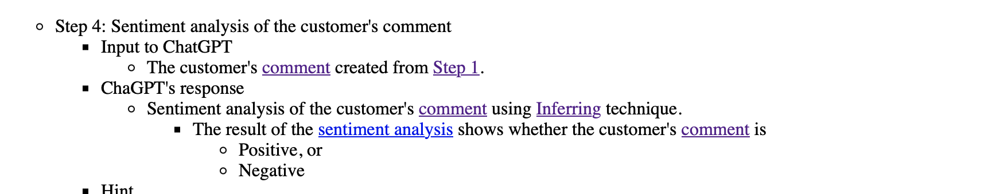 Step 4: Sentiment analysis of the customer's comment
Input to ChatGPT
The customer's comment created from Step 1.
ChaGPT's response
Sentiment analysis of the customer's comment using Inferring technique.
The result of the sentiment analysis shows whether the customer's comment is
Positive, or
Negative
Hint